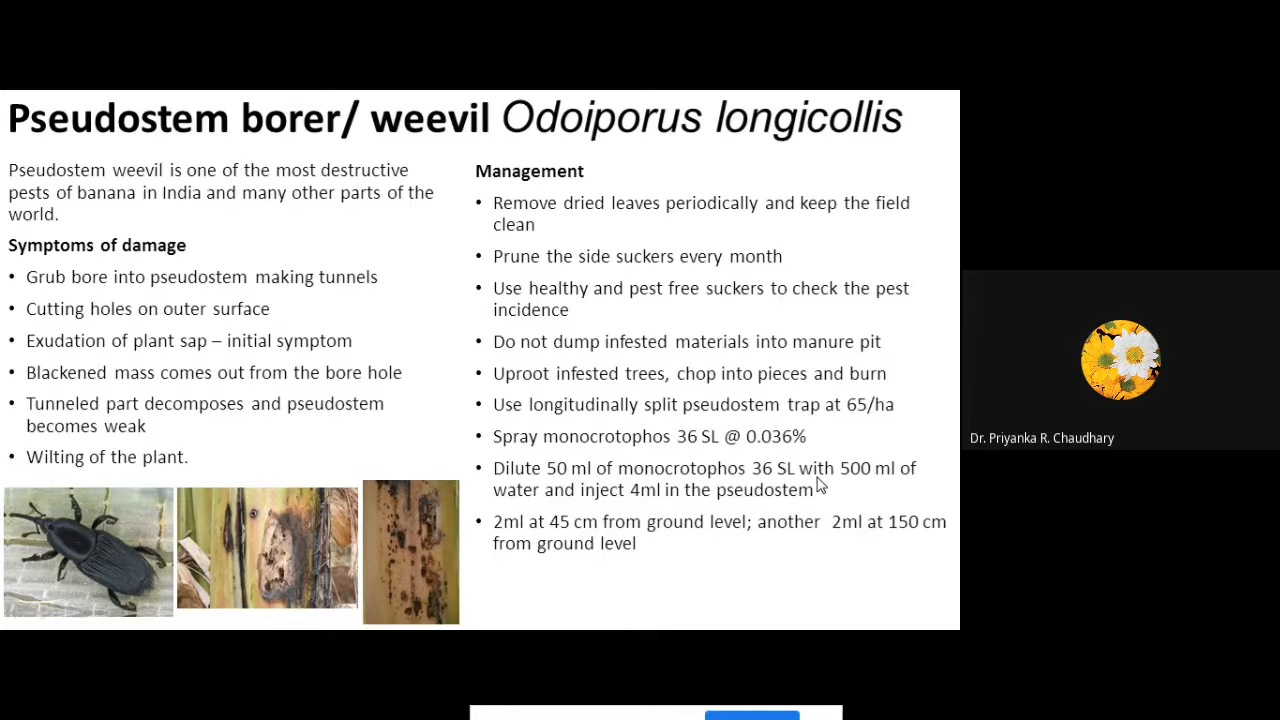 Pseudostem borer/ weevil Odoiporus longicollis
Pseudostem weevil is one of the most destructive
pests of banana in India and many other parts of the
world.
Symptoms of damage
• Grub bore into pseudostem making tunnels
• Cutting holes on outer surface
• Exudation of plant sap – initial symptom
• Blackened mass comes out from the bore hole
• Tunneled part decomposes and pseudostem
becomes weak
• Wilting of the plant.
Management
• Remove dried leaves periodically and keep the field
clean
• Prune the side suckers every month
• Use healthy and pest free suckers to check the pest
incidence
• Do not dump infested materials into manure pit
• Uproot infested trees, chop into pieces and burn
• Use longitudinally split pseudostem trap at 65/ha
• Spray monocrotophos 36 SL @ 0.036%
• Dilute 50 ml of monocrotophos 36 SL with 500 ml of
water and inject 4ml in the pseudostem
• 2ml at 45 cm from ground level; another 2ml at 150 cm
from ground level
Dr. Priyanka R. Chaudhary